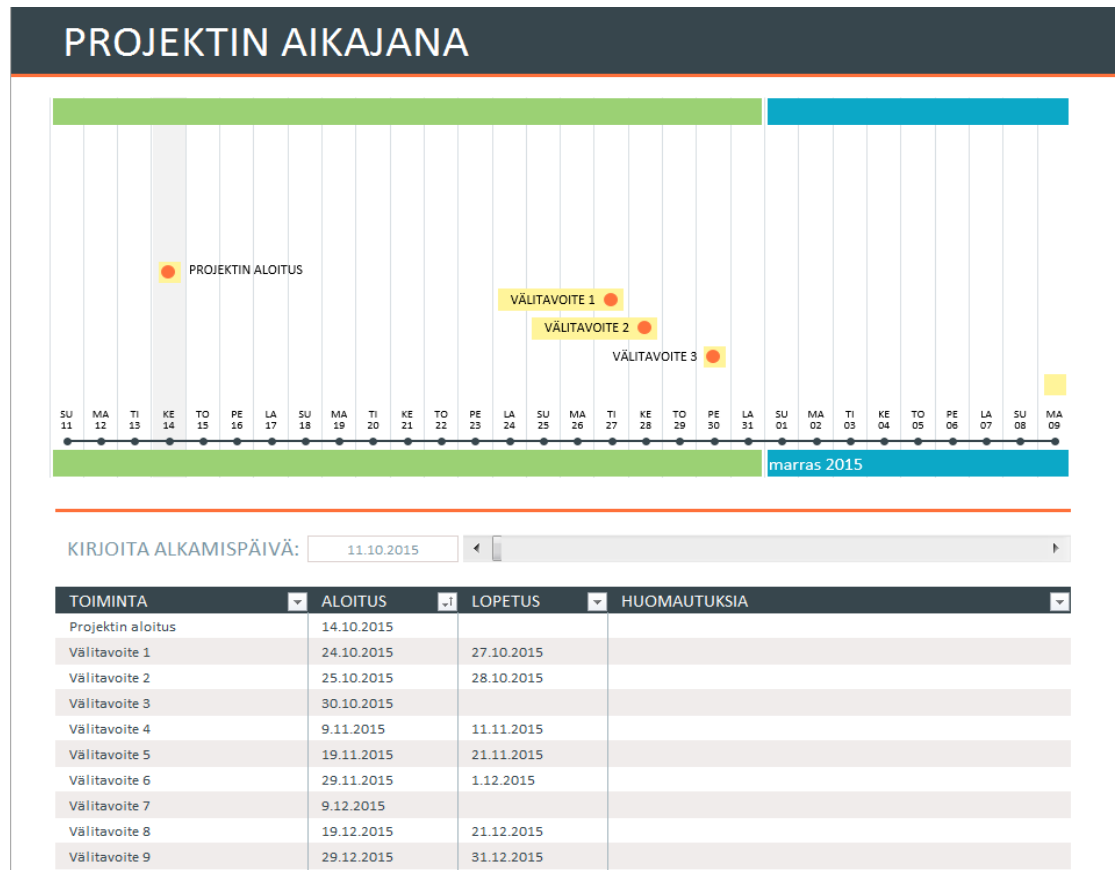 PROJEKTIN AIKAJANA
PROJEKTIN ALOITUS
VÄLITAVOITE 1
VÄLITAVOITE 2
VÄLITAVOITE 3
SU MA TI KE TO PE LA SU MA TI KE TO PE LA SU MA TI KE TO PE LA SU MA TI KE TO PE LA SU MA
11 12 13 14 15 16 17 18 19 20 21 22 23 24 25 26 27 28 29 30 31 01 02 03 04 05 06 07 08 09
marras 2015
KIRJOITA ALKAMISPÄIVÄ: 11.10.2015
TOIMINTA ALOITUS LOPETUS HUOMAUTUKSIA
Projektin aloitus 14.10.2015
Välitavoite 1 24.10.2015 27.10.2015
Välitavoite 2 25.10.2015 28.10.2015
Välitavoite 3 30.10.2015
Välitavoite 4 9.11.2015 11.11.2015
Välitavoite 5 19.11.2015 21.11.2015
Välitavoite 6 29.11.2015 1.12.2015
Välitavoite 7 9.12.2015
Välitavoite 8 19.12.2015 21.12.2015
Välitavoite 9 29.12.2015 31.12.2015